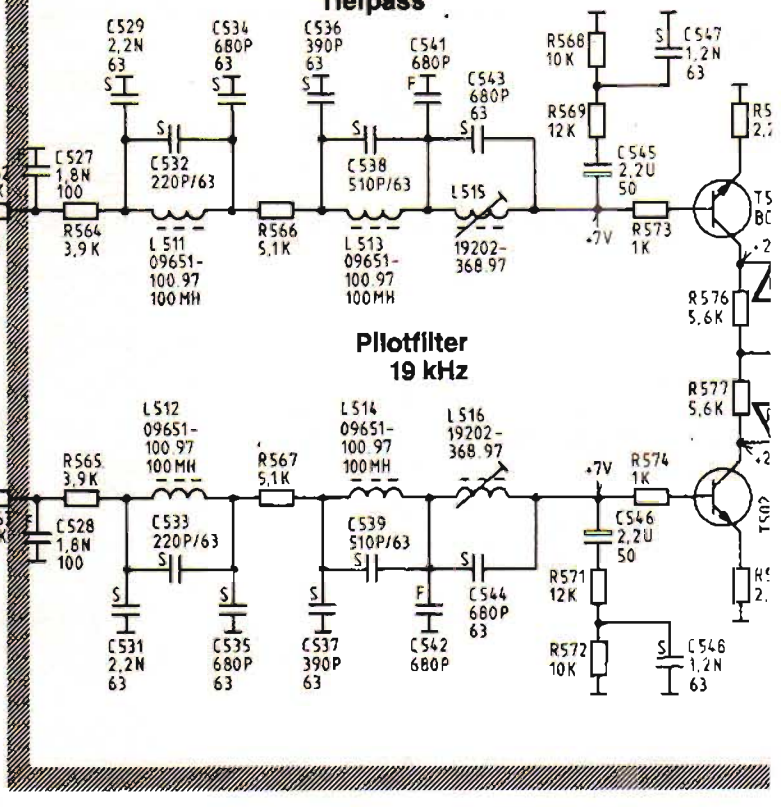 Tiefpass
C529
2,2N
63
S
C534
680P
63
S
C536
390P
63
S
C541
680P
F
C543
680P
63
S
R568
10K
S
C547
1,2N
63
R569
12K
C545
2,2U
50
C527
1,8N
100
S
C532
220P/63
S
C538
510P/63
L515
R564
3,9K
L511
09651-
100.97
100MH
R566
5,1K
L513
09651-
100.97
100MH
19202-
368.97
+7V
R573
1K
R576
5,6K
Pilotfilter
19 kHz
R577
5,6K
L512
09651-
100.97
100MH
L514
09651-
100.97
100MH
L516
19202-
368.97
R565
3,9K
R567
5,1K
+7V
R574
1K
F
C528
1,8N
100
C533
220P/63
S
C539
510P/63
S
S
C544
680P
63
C546
2,2U
50
T502
S
C531
2,2N
63
S
C535
680P
63
S
C537
390P
63
F
C542
680P
R571
12K
R572
10K
S
C548
1,2N
63